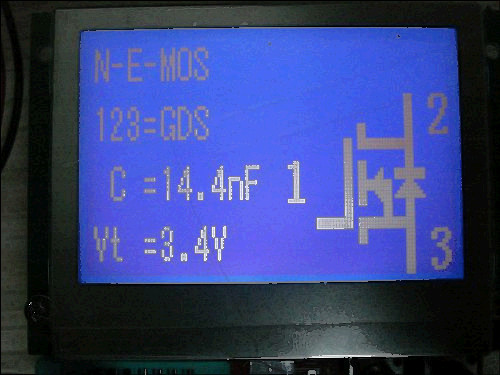 N-E-MOS
123=GDS
C =14.4nF
Vt =3.4V
1
2
3